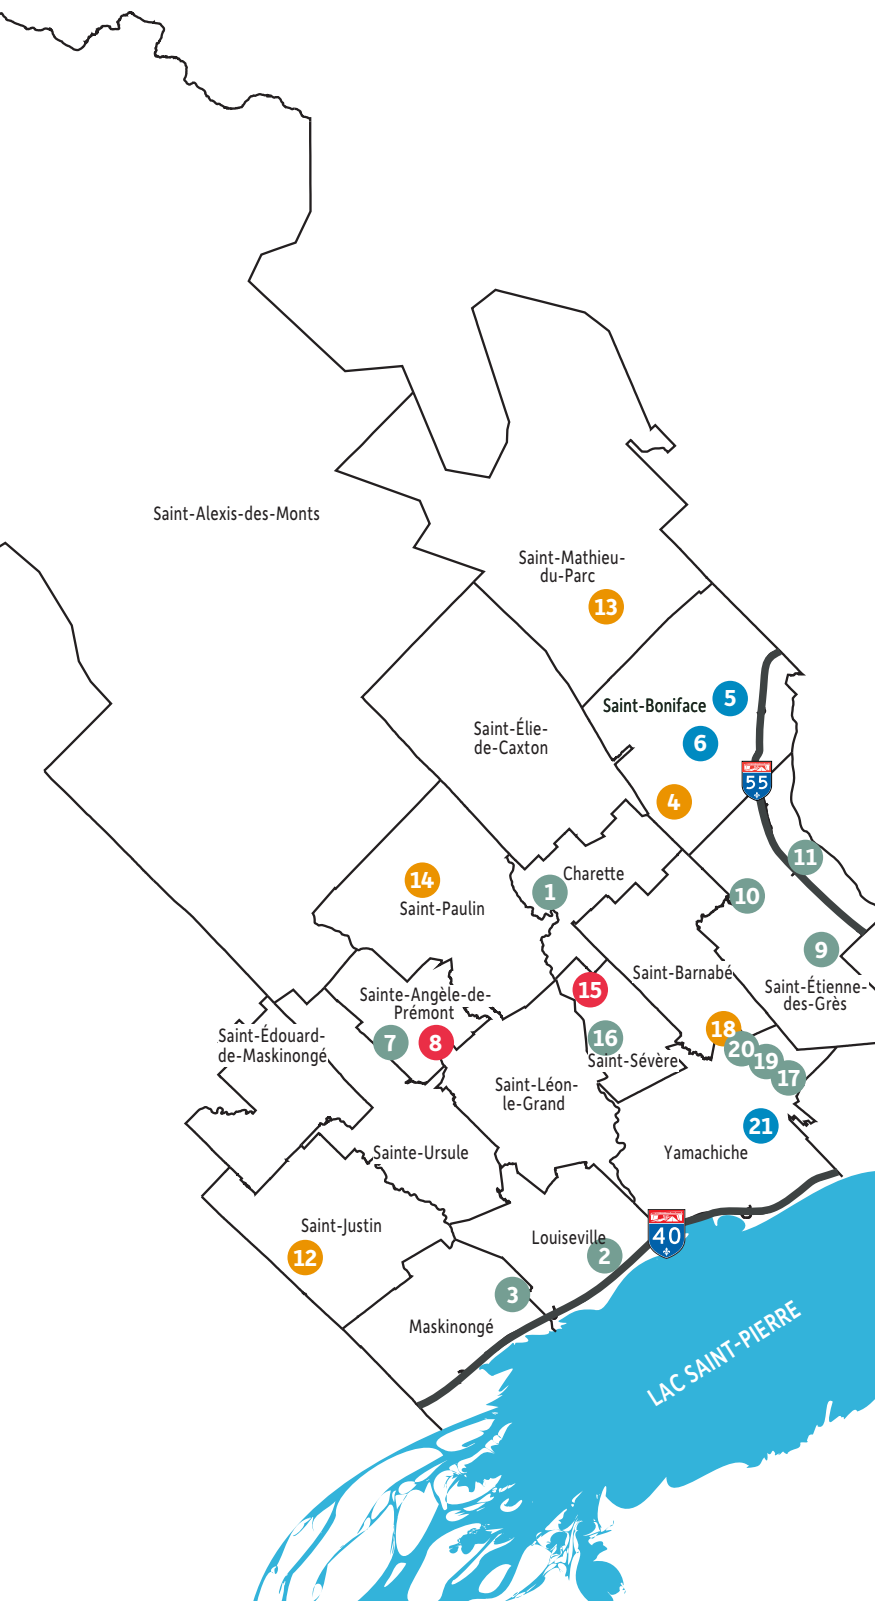 Saint-Alexis-des-Monts
Saint-Mathieu-
du-Parc
13
5
Saint-Boniface
6
Saint-Élie-
de-Caxton
55
4
11
Charette
14
1
10
Saint-Paulin
9
Saint-Barnabé
15
Saint-Étienne-
des-Grès
Sainte-Angèle-de-
Prémont
18
Saint-Édouard-
de-Maskinongé
7
8
16
20
19
Saint-Sévère
17
Saint-Léon-
le-Grand
21
Sainte-Ursule
Yamachiche
Saint-Justin
Louiseville
40
12
2
3
Maskinongé
LAC SAINT-PIERRE